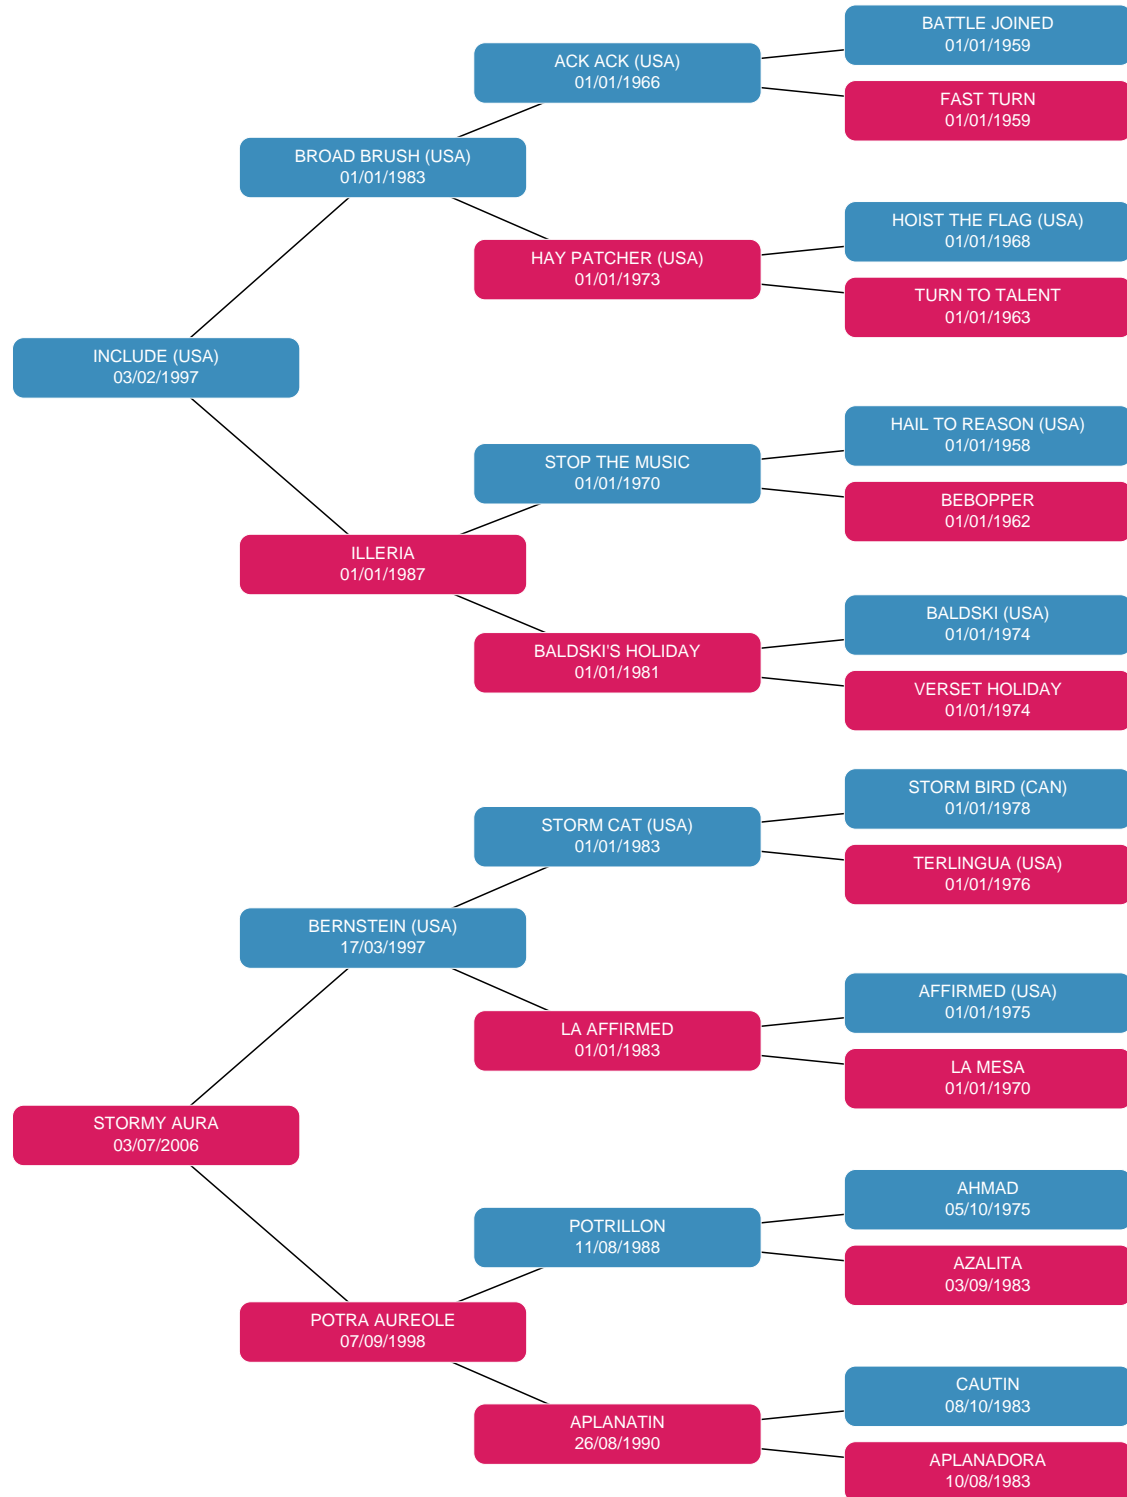 BATTLE JOINED
01/01/1959
ACK ACK (USA)
01/01/1966
FAST TURN
01/01/1959
BROAD BRUSH (USA)
01/01/1983
HOIST THE FLAG (USA)
01/01/1968
HAY PATCHER (USA)
01/01/1973
TURN TO TALENT
01/01/1963
INCLUDE (USA)
03/02/1997
HAIL TO REASON (USA)
01/01/1958
STOP THE MUSIC
01/01/1970
BEBOPPER
01/01/1962
ILLERIA
01/01/1987
BALDSKI (USA)
01/01/1974
BALDSKI'S HOLIDAY
01/01/1981
VERSET HOLIDAY
01/01/1974
STORM BIRD (CAN)
01/01/1978
STORM CAT (USA)
01/01/1983
TERLINGUA (USA)
01/01/1976
BERNSTEIN (USA)
17/03/1997
AFFIRMED (USA)
01/01/1975
LA AFFIRMED
01/01/1983
LA MESA
01/01/1970
STORMY AURA
03/07/2006
AHMAD
05/10/1975
POTRILLON
11/08/1988
AZALITA
03/09/1983
POTRA AUREOLE
07/09/1998
CAUTIN
08/10/1983
APLANATIN
26/08/1990
APLANADORA
10/08/1983